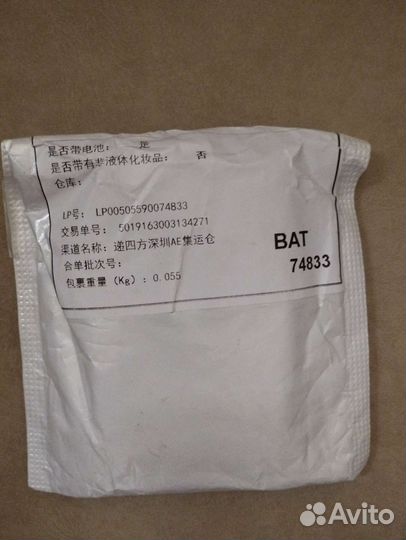 是否带电池： 是
是否带有非液体化妆品： 否
仓库：
LP号： LP00505590074833
交易单号： 5019163003134271
渠道名称： 递四方深圳AE集运仓
合单批次号：
包裹重量（Kg）：0.055
BAT
74833
Avito